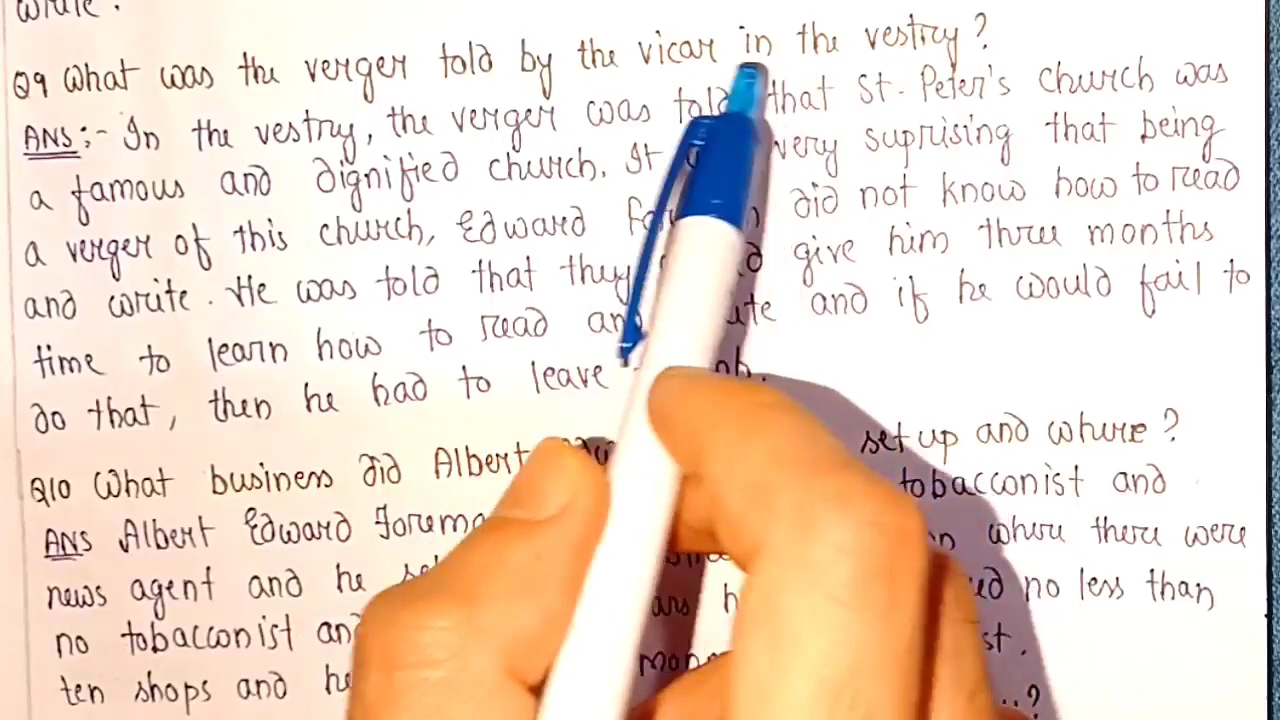 write.
Q9 What was the verger told by the vicar in the vestry?
ANS:- In the vestry, the verger was told that St. Peter's church was
a famous and dignified church. It very suprising that being
a verger of this church, Edward did not know how to read
and write. He was told that they give him three months
time to learn how to read and and if he would fail to
do that, then he had to leave
Q10 What business did Albert set up and where?
ANS Albert Edward tobacconist and
news agent and he where there were
no tobacconist and no less than
ten shops and he
..?